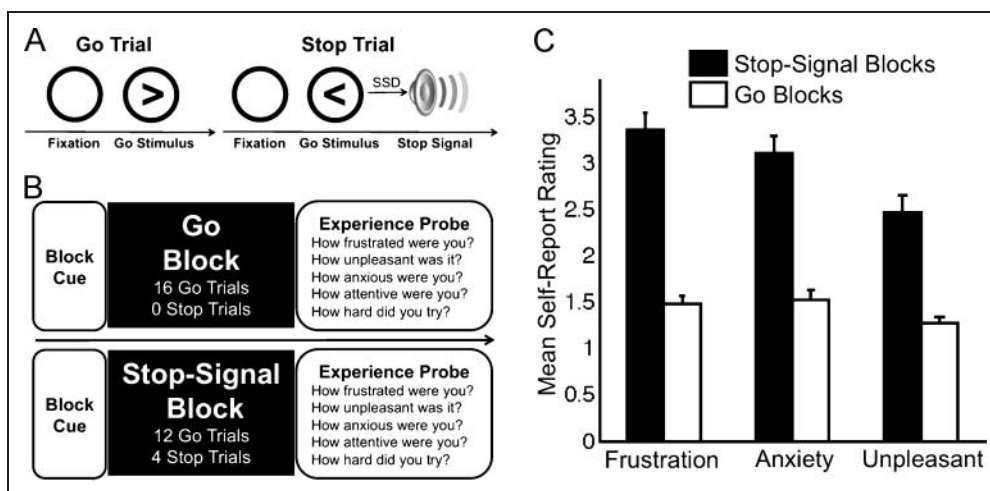 A
Go Trial
Stop Trial
>
<
SSD
Fixation
Go Stimulus
Fixation
Go Stimulus
Stop Signal
B
Block
Cue
Go
Block
16 Go Trials
0 Stop Trials
Experience Probe
How frustrated were you?
How unpleasant was it?
How anxious were you?
How attentive were you?
How hard did you try?
Block
Cue
Stop-Signal
Block
12 Go Trials
4 Stop Trials
Experience Probe
How frustrated were you?
How unpleasant was it?
How anxious were you?
How attentive were you?
How hard did you try?
C
Stop-Signal Blocks
Go Blocks
Mean Self-Report Rating
3.5
3
2.5
2
1.5
1
0.5
0
Frustration
Anxiety
Unpleasant